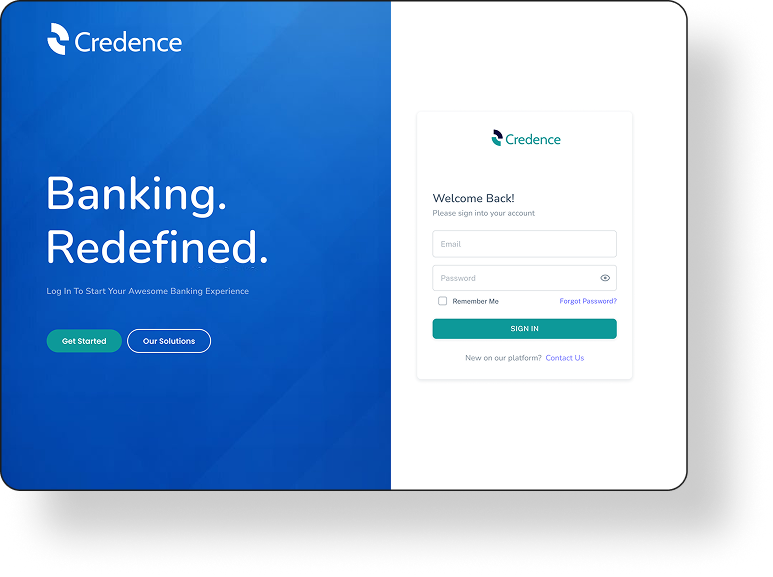 Credence
Banking.
Redefined.
Log In To Start Your Awesome Banking Experience
Get Started
Our Solutions
Credence
Welcome Back!
Please sign into your account
Email
Password
Remember Me
Forgot Password?
SIGN IN
New on our platform? Contact Us